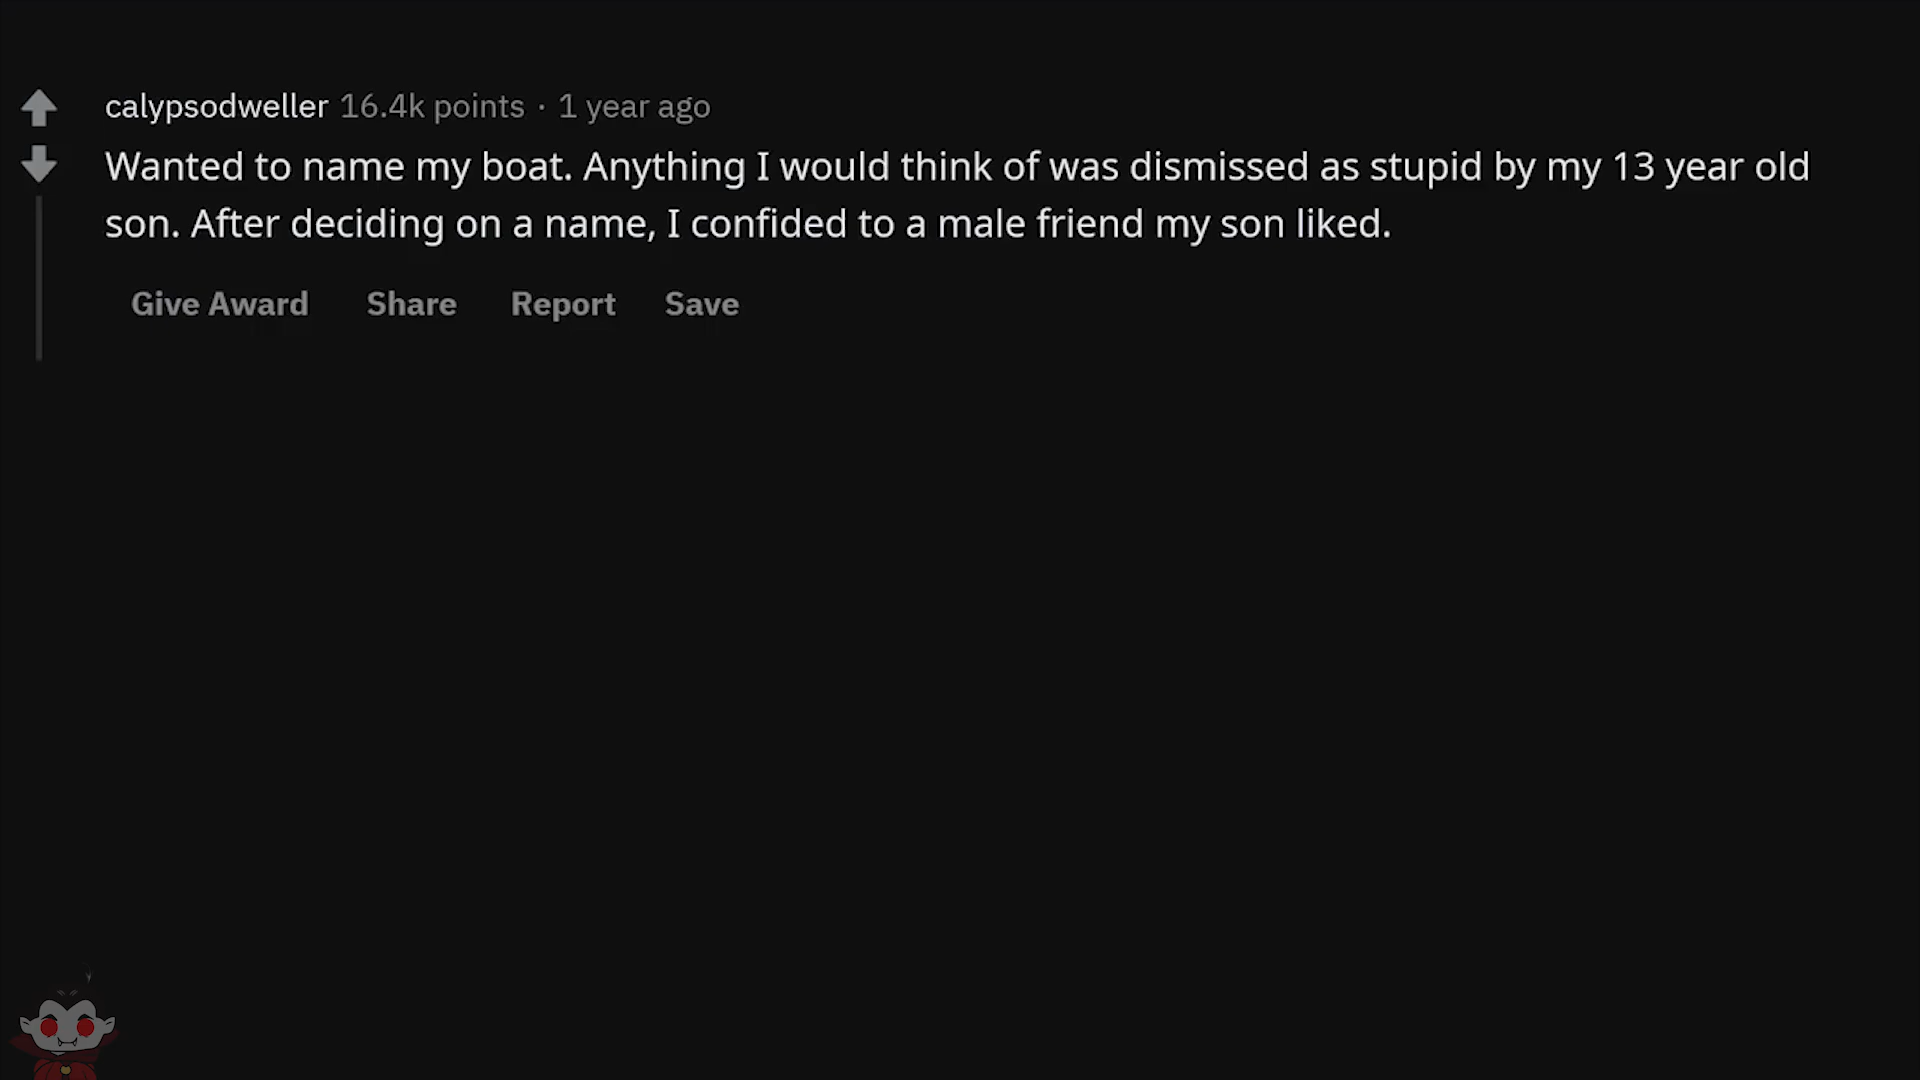 calypsodweller 16.4k points · 1 year ago
Wanted to name my boat. Anything I would think of was dismissed as stupid by my 13 year old
son. After deciding on a name, I confided to a male friend my son liked.
Give Award Share Report Save